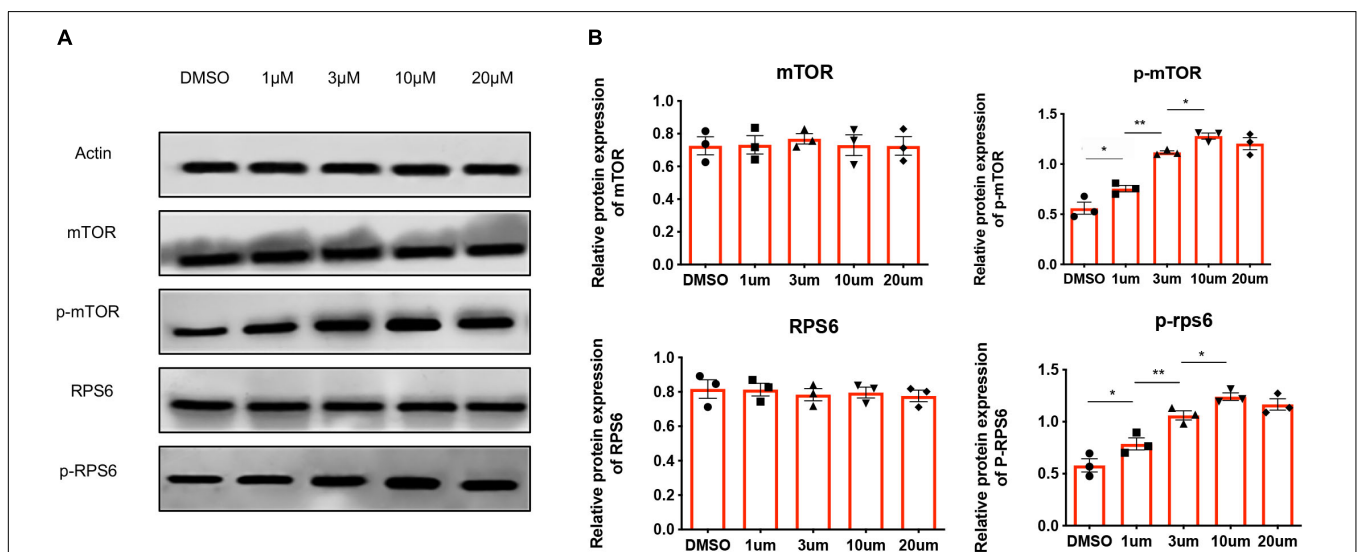 A
DMSO 1µM 3µM 10µM 20µM
Actin
mTOR
p-mTOR
RPS6
p-RPS6
B
mTOR
Relative protein expression
of mTOR
1.0
0.8
0.6
0.4
0.2
0.0
DMSO 1um 3um 10um 20um
p-mTOR
Relative protein expression
of p-mTOR
1.5
1.0
0.5
0.0
*
**
*
DMSO 1um 3um 10um 20um
RPS6
Relative protein expression
of RPS6
1.0
0.8
0.6
0.4
0.2
0.0
DMSO 1um 3um 10um 20um
p-rps6
Relative protein expression
of P-RPS6
1.5
1.0
0.5
0.0
*
**
*
DMSO 1um 3um 10um 20um